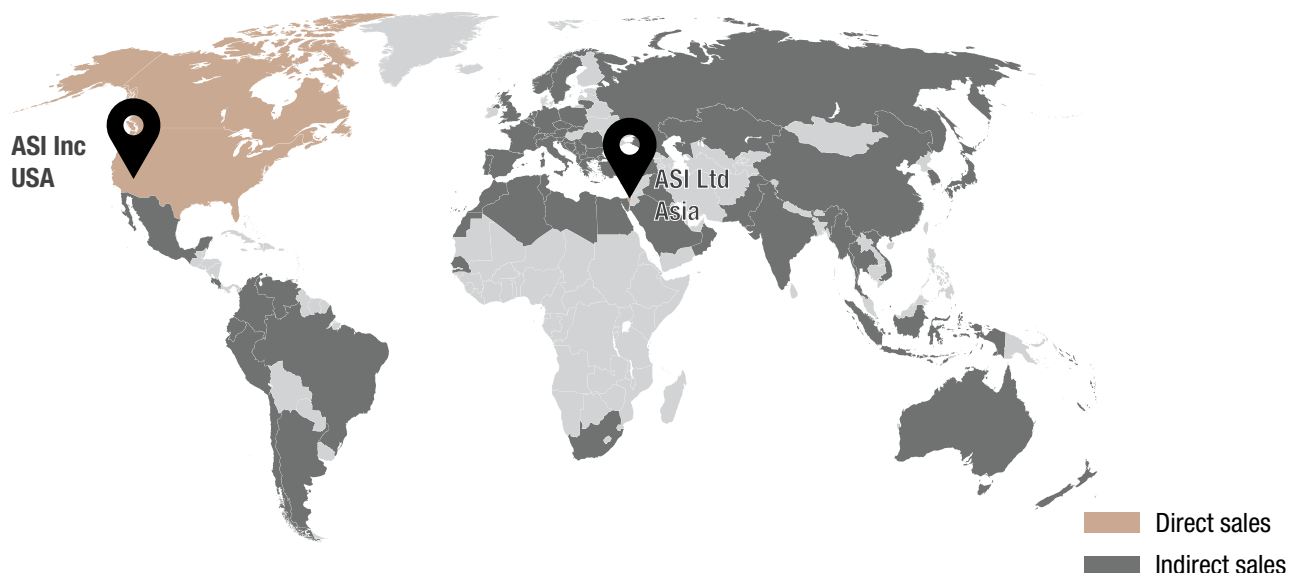 ASI Inc
USA
ASI Ltd
Asia
Direct sales
Indirect sales